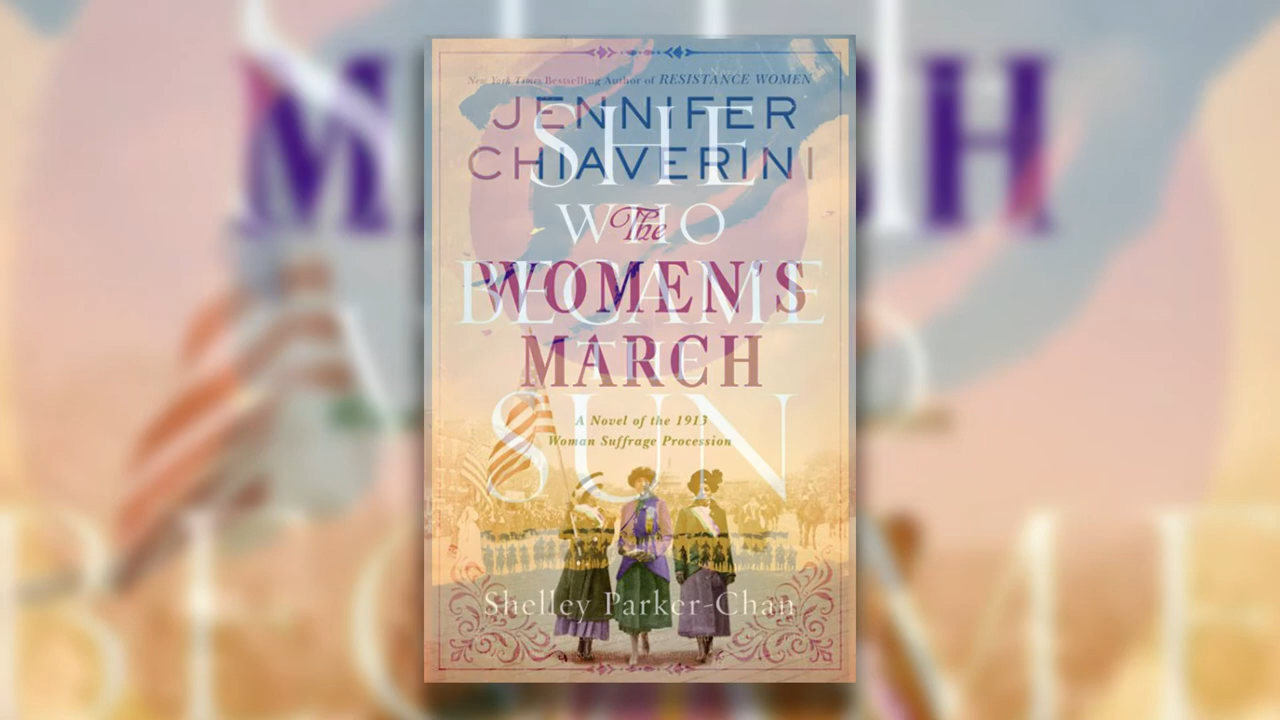 New York Times Bestselling Author of RESISTANCE WOMEN
JENNIFER
CHIAVERINI
The
WOMEN'S
MARCH
A Novel of the 1913
Woman Suffrage Procession
SHE
WHO
BECAME
THE
SUN
Shelley Parker-Chan